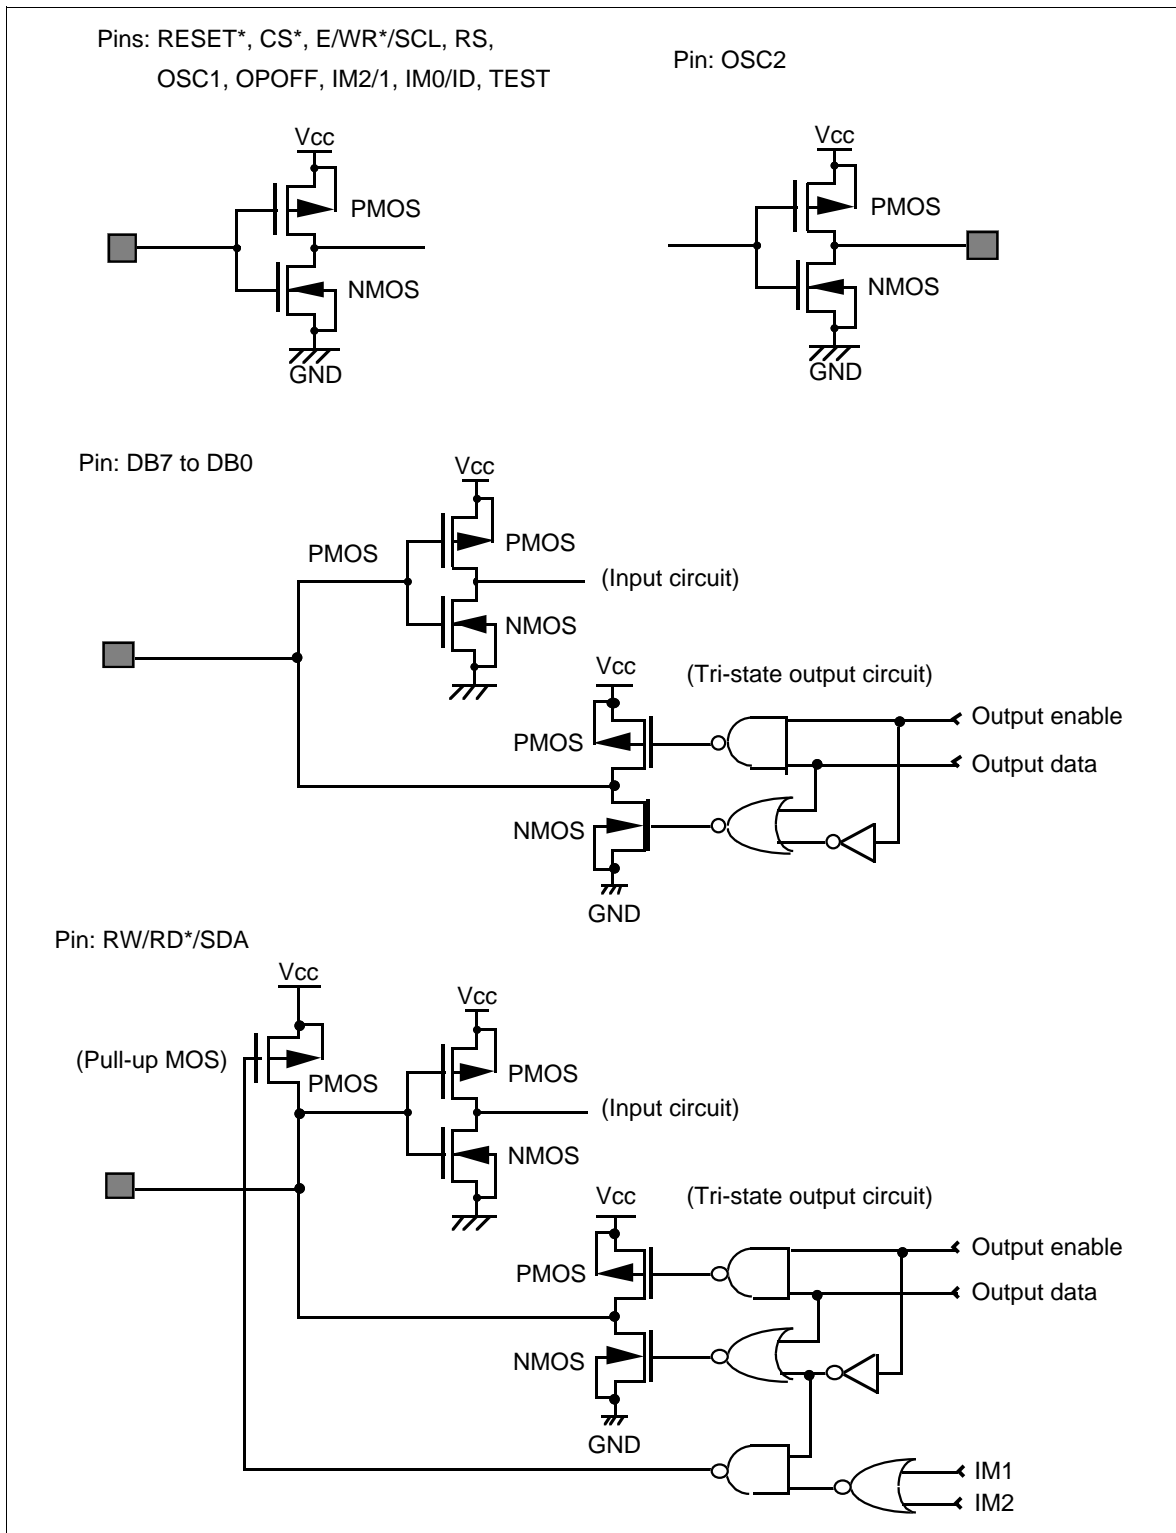 Pins: RESET*, CS*, E/WR*/SCL, RS,
OSC1, OPOFF, IM2/1, IM0/ID, TEST
Vcc
PMOS
NMOS
GND
Pin: OSC2
Vcc
PMOS
NMOS
GND
Pin: DB7 to DB0
Vcc
PMOS
PMOS
(Input circuit)
NMOS
Vcc
(Tri-state output circuit)
Output enable
PMOS
Output data
NMOS
GND
Pin: RW/RD*/SDA
Vcc
Vcc
(Pull-up MOS)
PMOS
PMOS
(Input circuit)
NMOS
Vcc
(Tri-state output circuit)
Output enable
PMOS
Output data
NMOS
GND
IM1
IM2